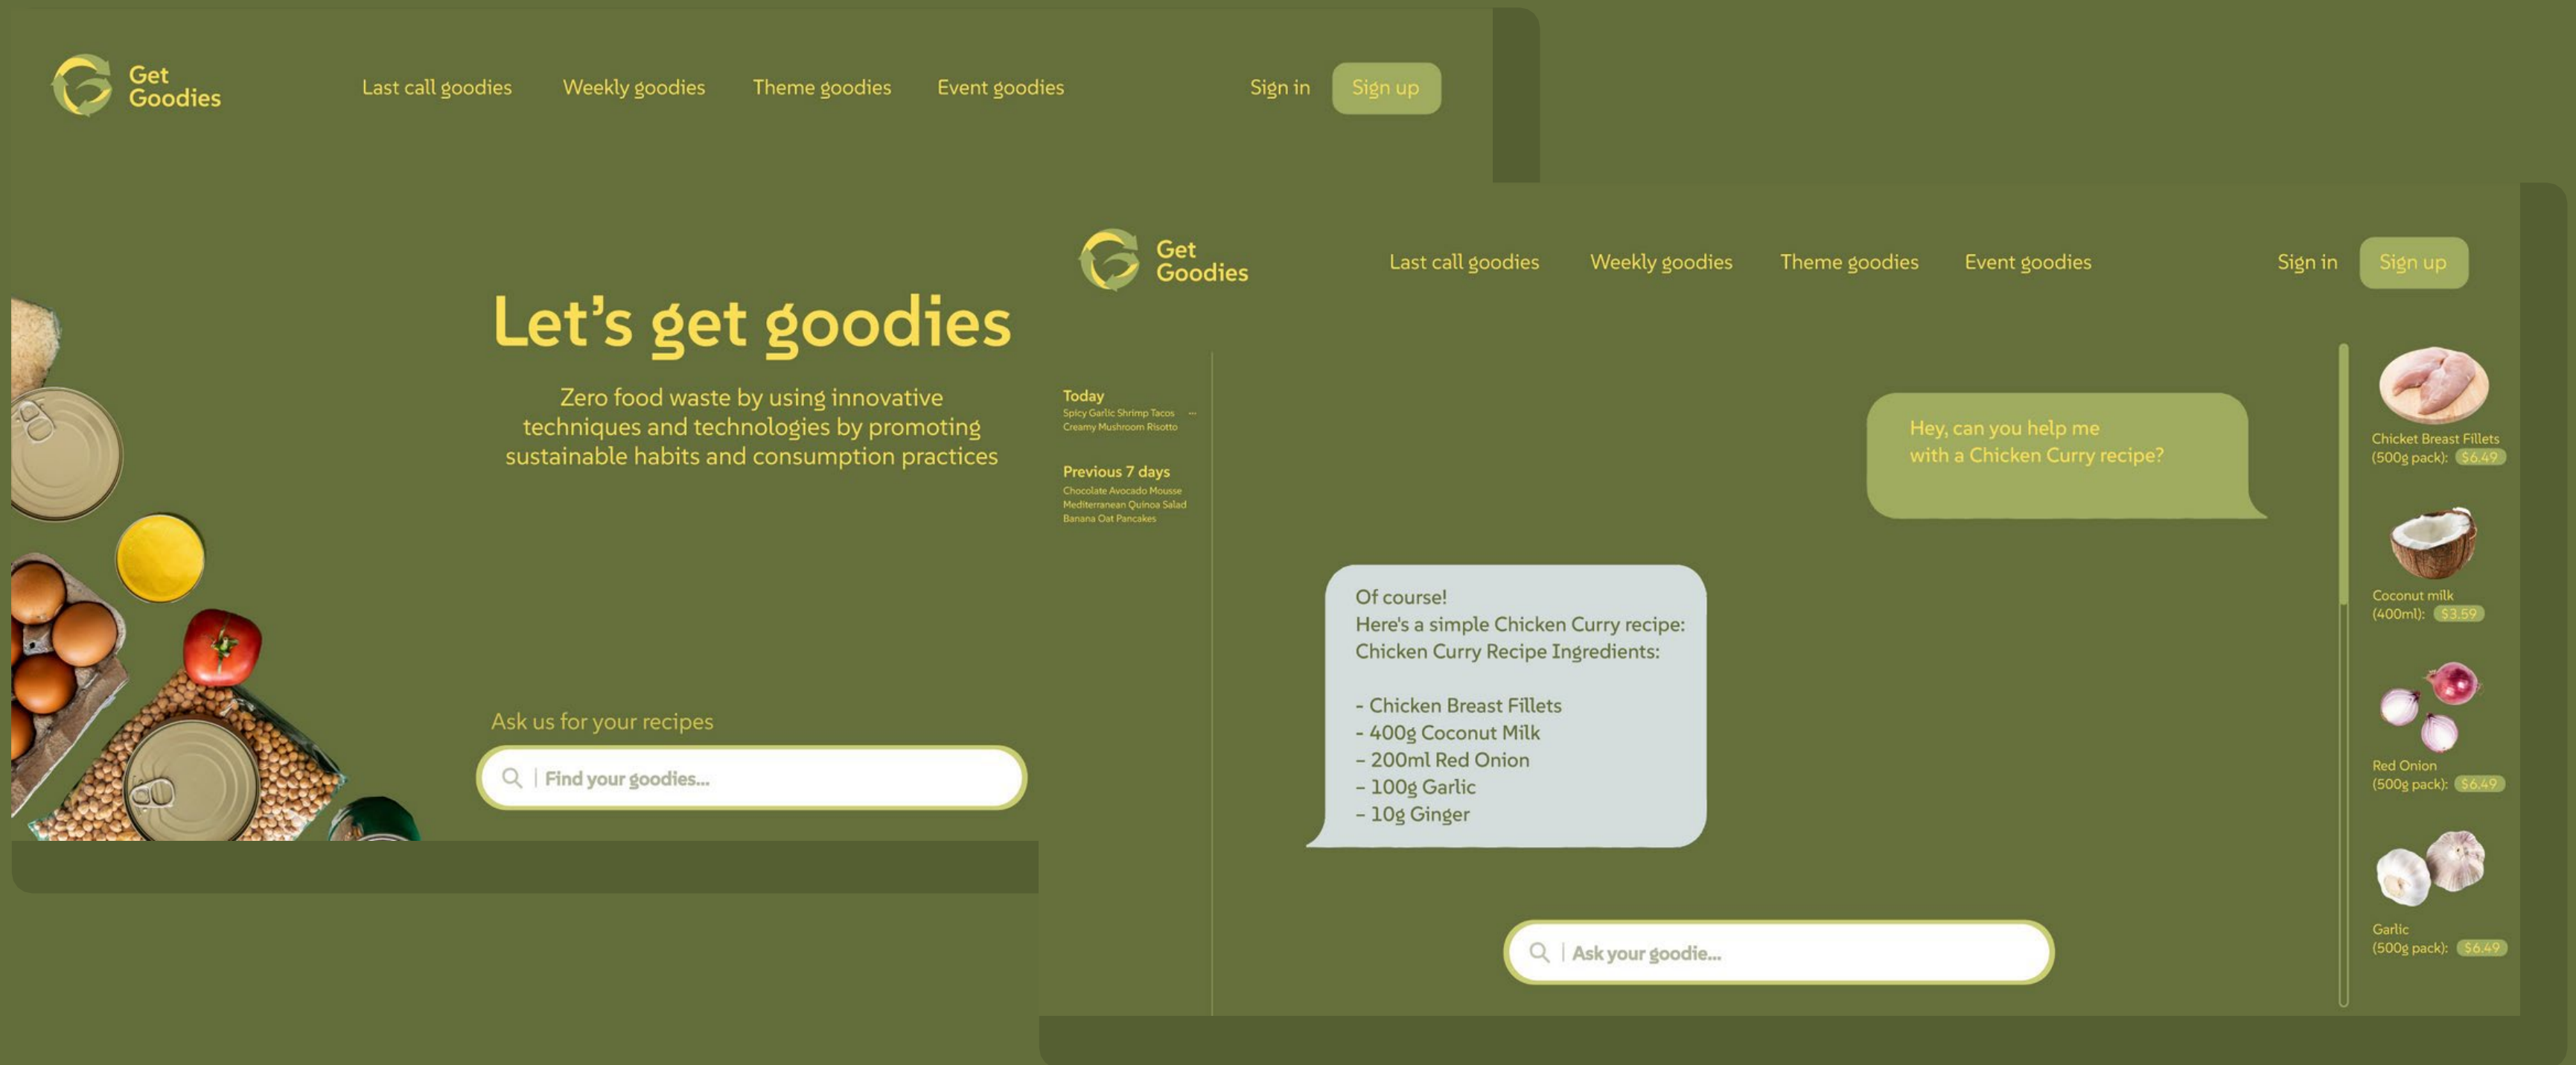 Get
Goodies
Last call goodies
Weekly goodies
Theme goodies
Event goodies
Sign in
Sign up
Let's get goodies
Zero food waste by using innovative
techniques and technologies by promoting
sustainable habits and consumption practices
Ask us for your recipes
Find your goodies...
Get
Goodies
Last call goodies
Weekly goodies
Theme goodies
Event goodies
Sign in
Sign up
Today
Spicy Garlic Shrimp Tacos ...
Creamy Mushroom Risotto
Previous 7 days
Chocolate Avocado Mousse
Mediterranean Quinoa Salad
Banana Oat Pancakes
Hey, can you help me
with a Chicken Curry recipe?
Of course!
Here's a simple Chicken Curry recipe:
Chicken Curry Recipe Ingredients:
- Chicken Breast Fillets
- 400g Coconut Milk
– 200ml Red Onion
– 100g Garlic
– 10g Ginger
Ask your goodie...
Chicket Breast Fillets
(500g pack): $6.49
Coconut milk
(400ml): $3.59
Red Onion
(500g pack): $6.49
Garlic
(500g pack): $6.49